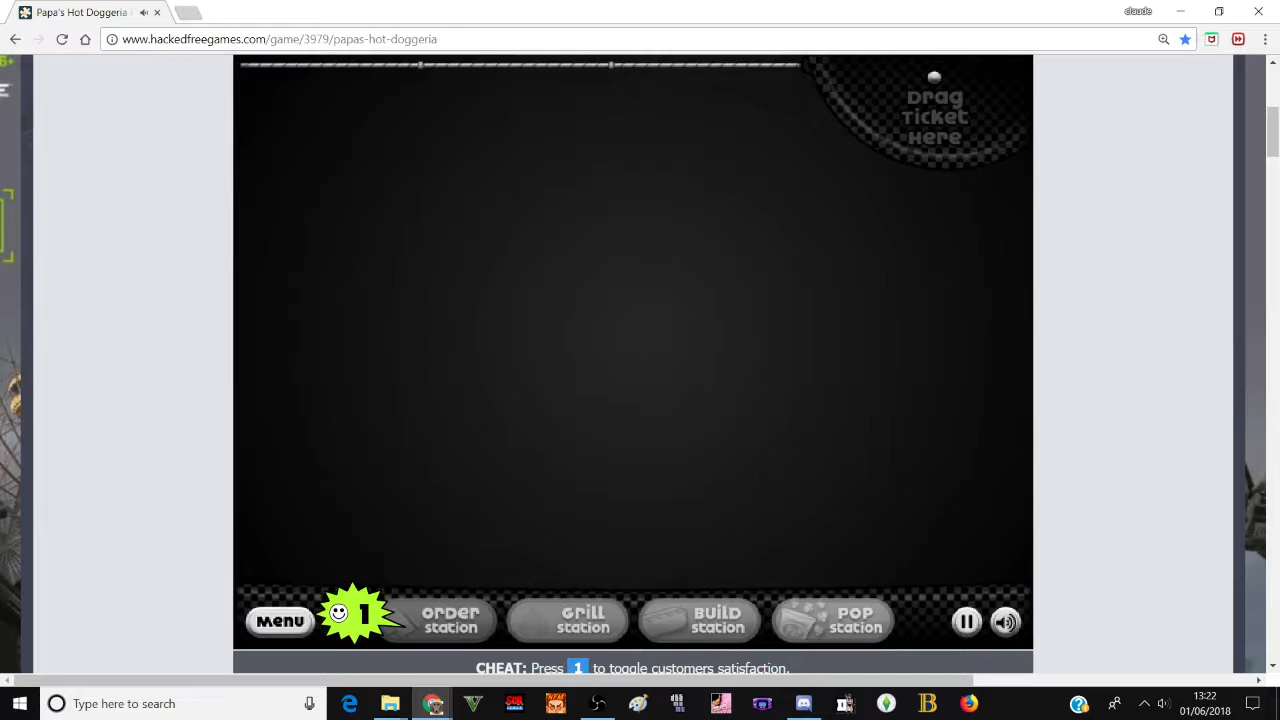 Papa's Hot Doggeria
claude
www.hackedfreegames.com/game/3979/papas-hot-doggeria
6+
Drag
Ticket
Here
menu
1
Order
station
Grill
station
Build
station
POP
station
CHEAT: Press 1 to toggle customers satisfaction.
Type here to search
13:22
01/06/2018